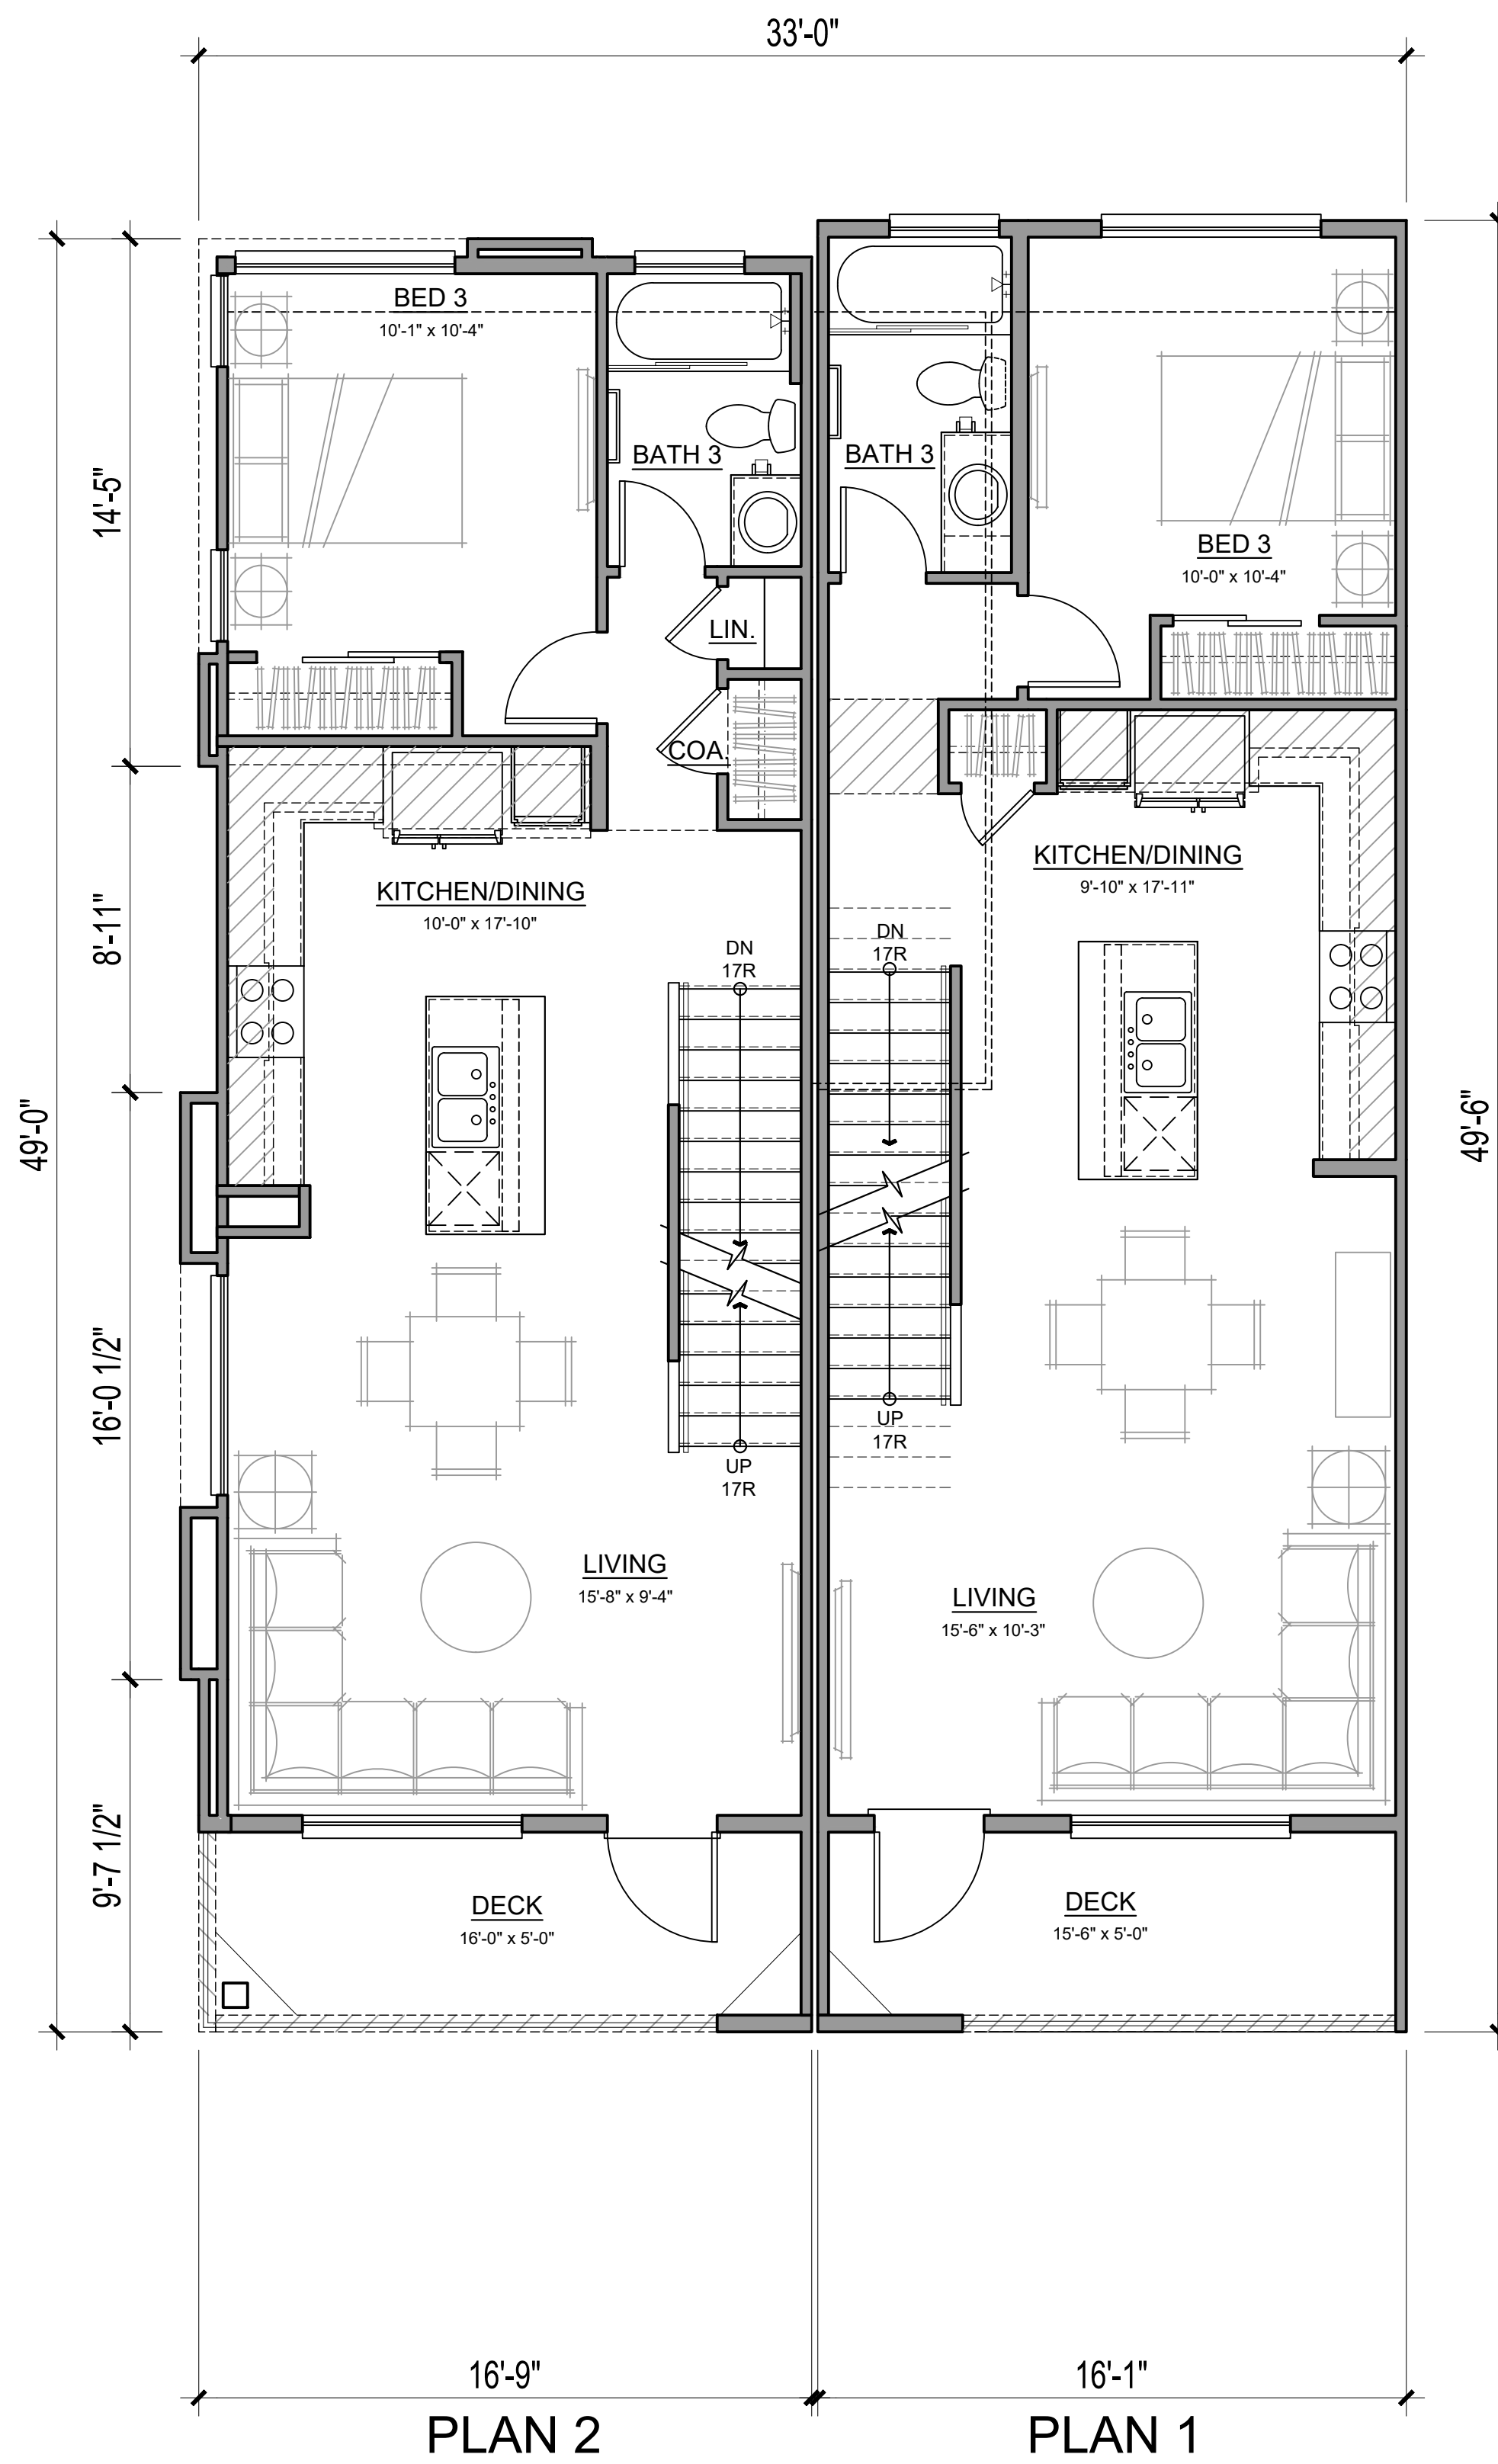 33'-0"
BED 3
10'-1" x 10'-4"
BATH 3
BATH 3
14'-5"
BED 3
10'-0" x 10'-4"
LIN.
COA.
KITCHEN/DINING
9'-10" x 17'-11"
KITCHEN/DINING
10'-0" x 17'-10"
8'-11"
DN
17R
DN
17R
49'-0"
49'-6"
16'-0 1/2"
UP
17R
UP
17R
LIVING
15'-8" x 9'-4"
LIVING
15'-6" x 10'-3"
9'-7 1/2"
DECK
16'-0" x 5'-0"
DECK
15'-6" x 5'-0"
16'-9"
16'-1"
PLAN 2
PLAN 1